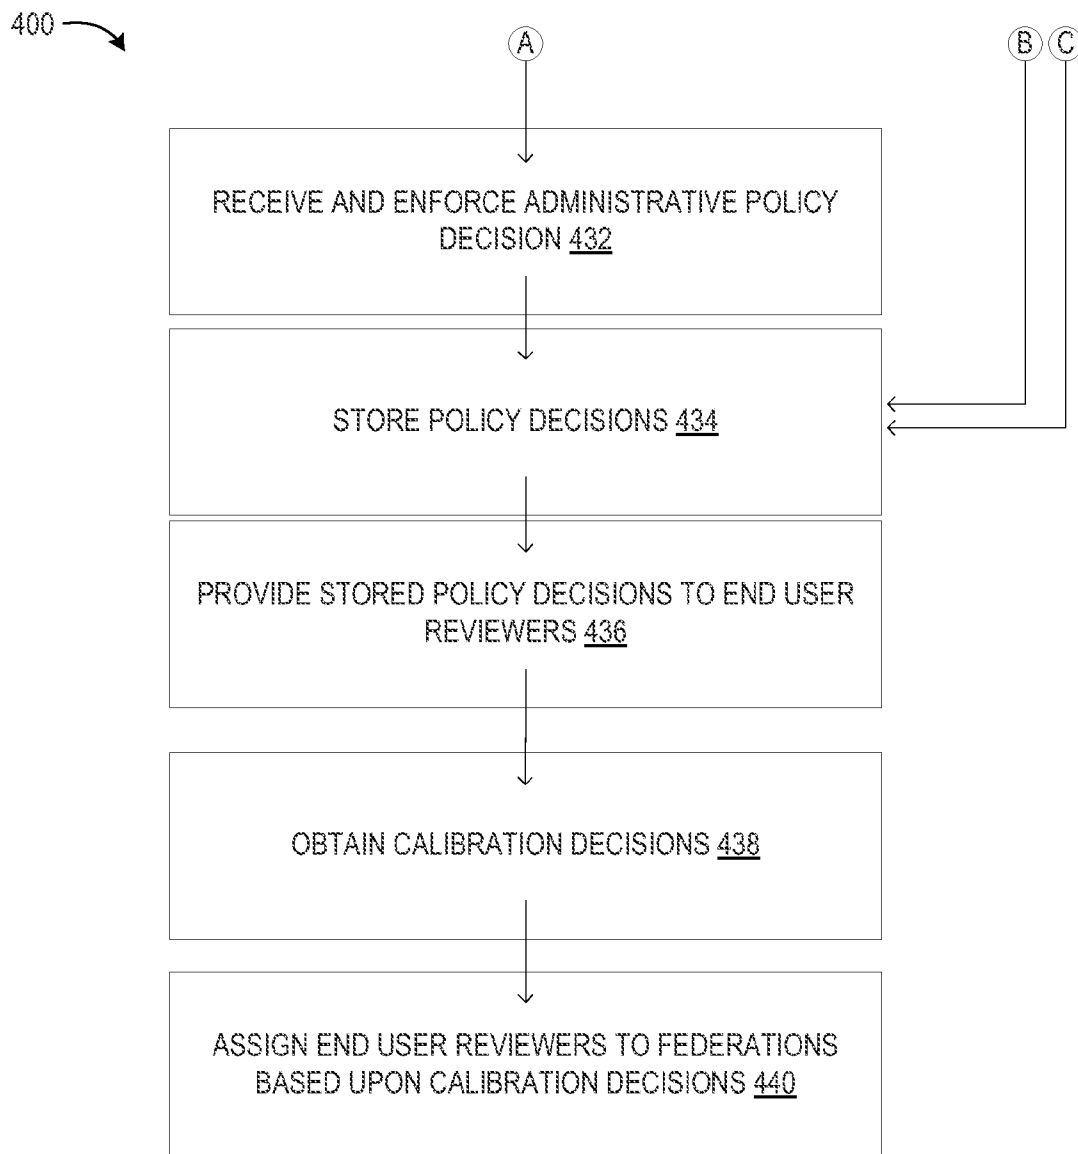 400
A
B
C
RECEIVE AND ENFORCE ADMINISTRATIVE POLICY
DECISION 432
STORE POLICY DECISIONS 434
PROVIDE STORED POLICY DECISIONS TO END USER
REVIEWERS 436
OBTAIN CALIBRATION DECISIONS 438
ASSIGN END USER REVIEWERS TO FEDERATIONS
BASED UPON CALIBRATION DECISIONS 440